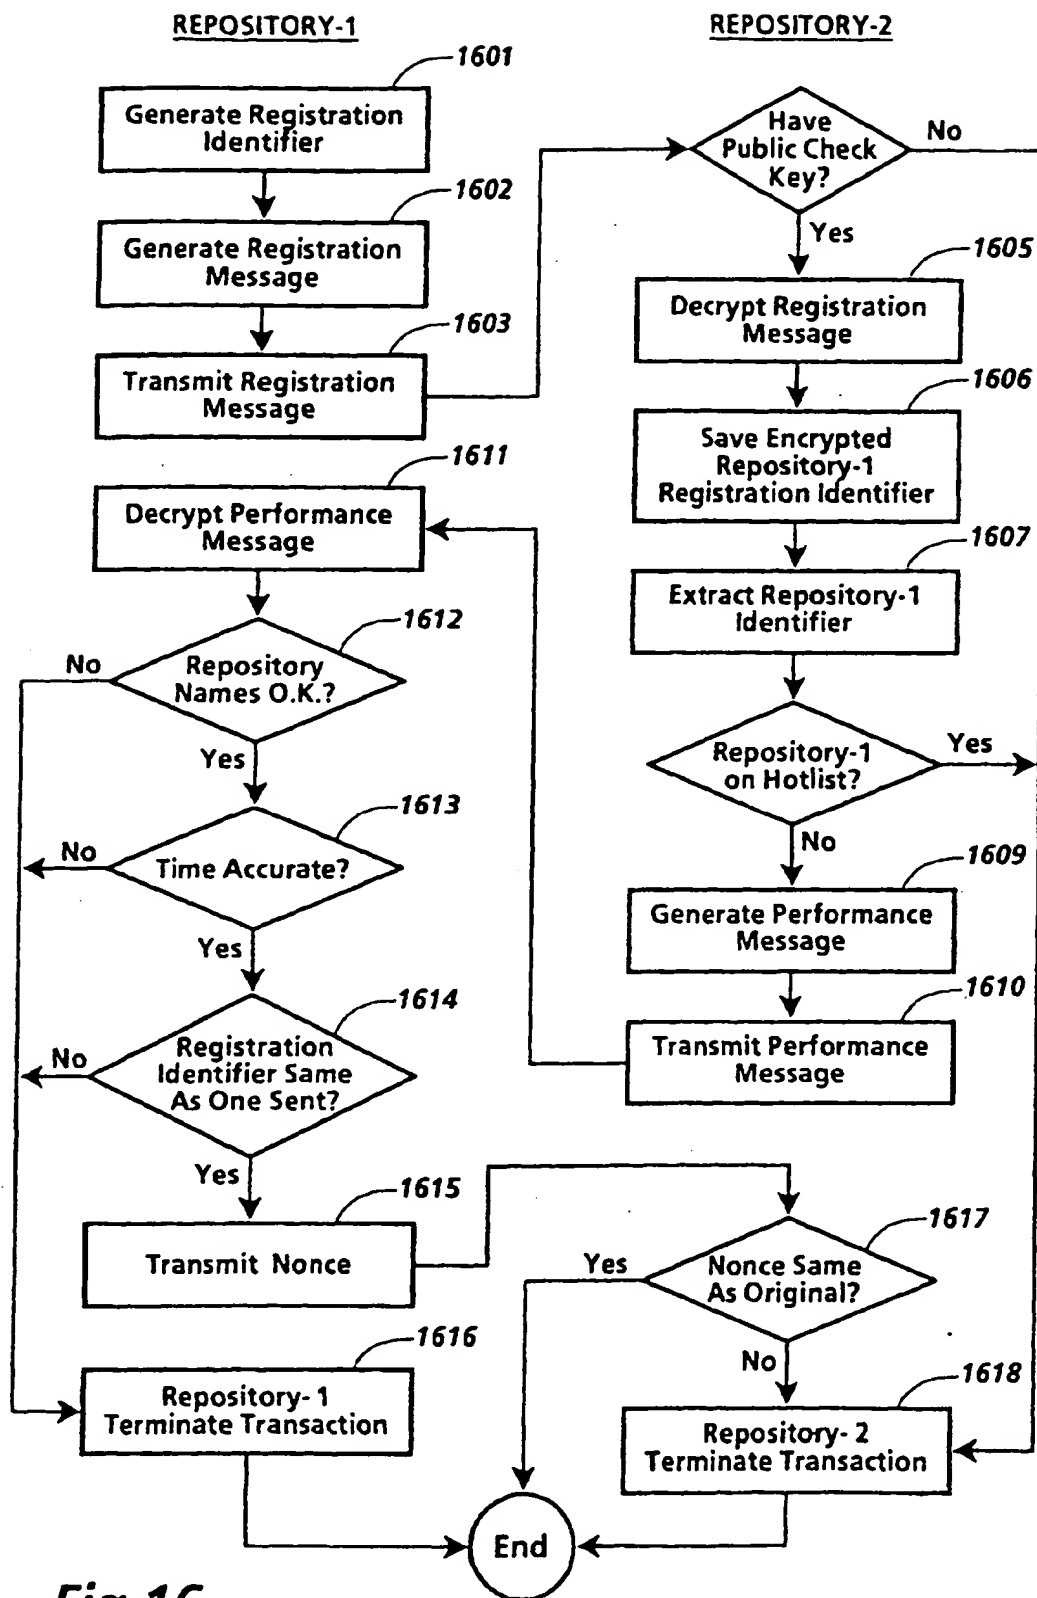 REPOSITORY-1
1601
Generate Registration
Identifier
1602
Generate Registration
Message
1603
Transmit Registration
Message
1611
Decrypt Performance
Message
1612
Repository
Names O.K.?
No
Yes
1613
Time Accurate?
No
Yes
1614
Registration
Identifier Same
As One Sent?
No
Yes
1615
Transmit Nonce
1616
Repository- 1
Terminate Transaction
REPOSITORY-2
Have
Public Check
Key?
No
Yes
1605
Decrypt Registration
Message
1606
Save Encrypted
Repository-1
Registration Identifier
1607
Extract Repository-1
Identifier
Repository-1
on Hotlist?
Yes
No
1609
Generate Performance
Message
1610
Transmit Performance
Message
1617
Nonce Same
As Original?
Yes
No
1618
Repository- 2
Terminate Transaction
End
Fig.16